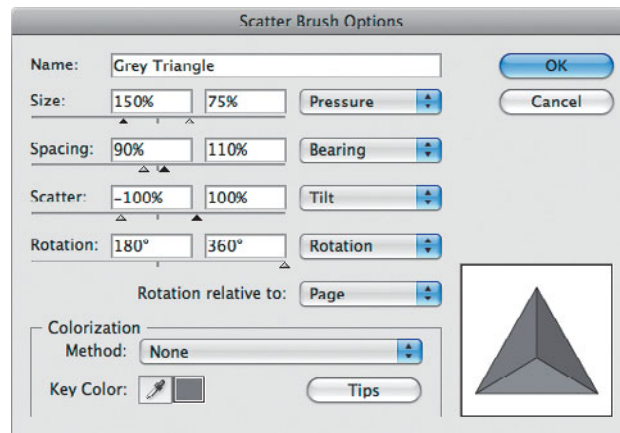 Scatter Brush Options
Name: Grey Triangle OK
Size: 150% 75% Pressure Cancel
Spacing: 90% 110% Bearing
Scatter: -100% 100% Tilt
Rotation: 180° 360° Rotation
Rotation relative to: Page
Colorization
Method: None
Key Color: Tips